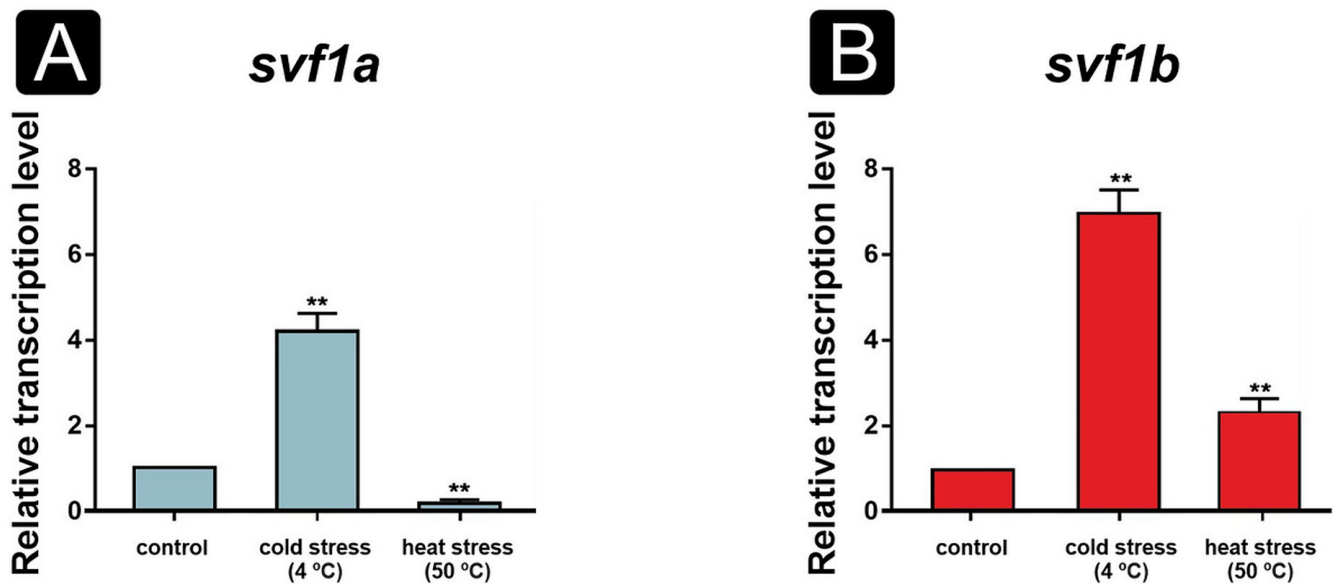 A
svf1a
Relative transcription level
8
6
4
2
0
**
**
control
cold stress
(4 ºC)
heat stress
(50 ºC)
B
svf1b
Relative transcription level
8
6
4
2
0
**
**
control
cold stress
(4 ºC)
heat stress
(50 ºC)